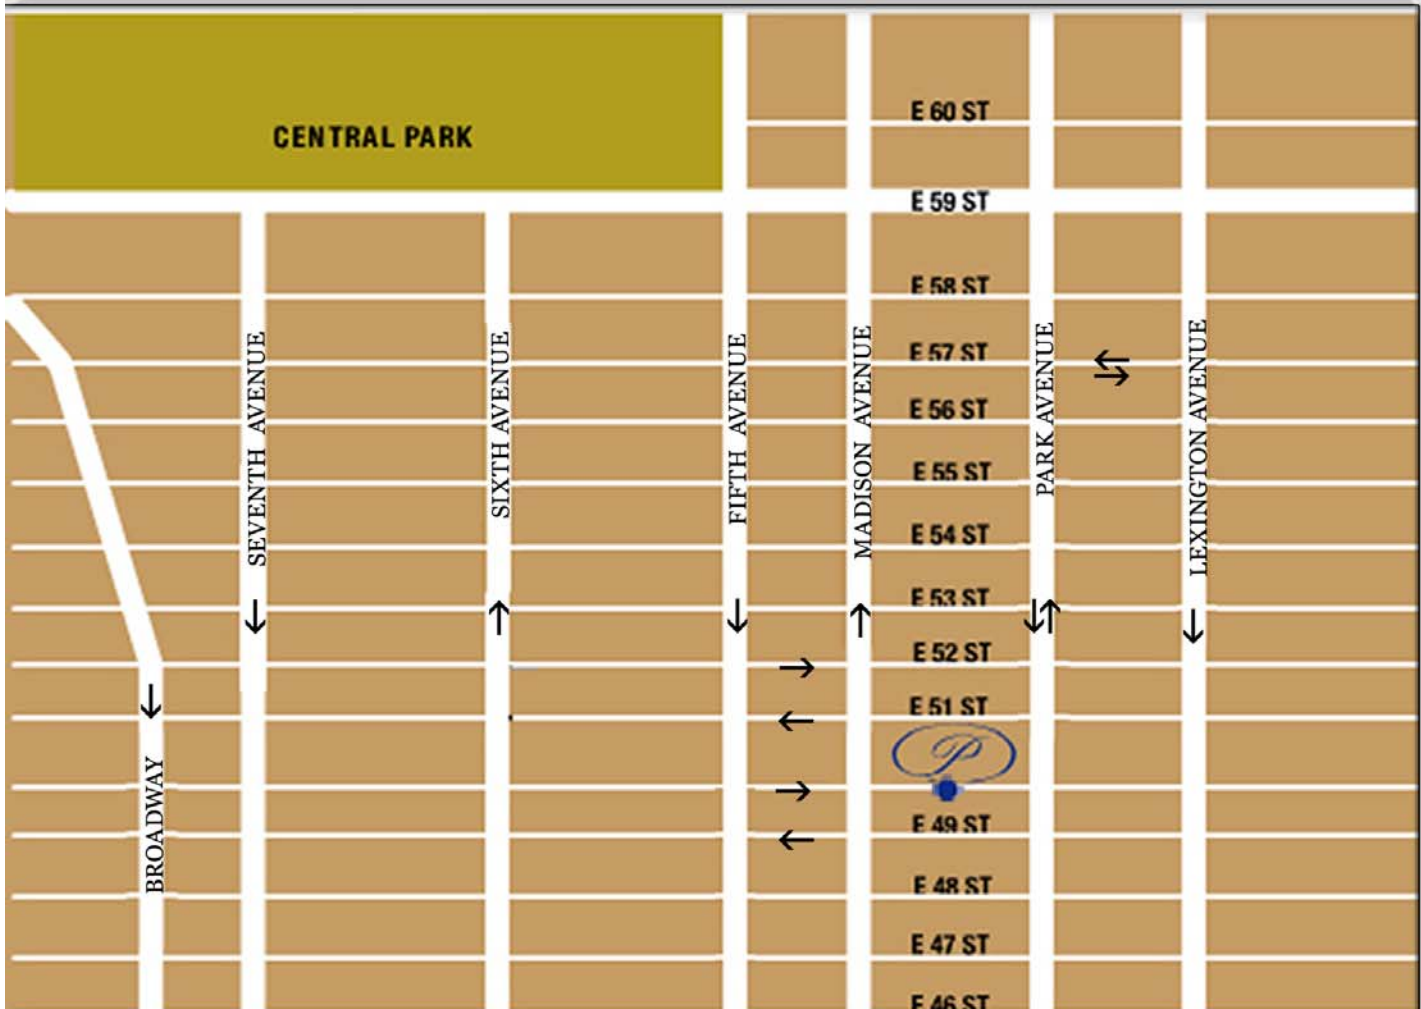 E 60 ST
CENTRAL PARK
E 59 ST
E 58 ST
E 57 ST
E 56 ST
E 55 ST
E 54 ST
E 53 ST
E 52 ST
E 51 ST
P
E 49 ST
E 48 ST
E 47 ST
E 46 ST
BROADWAY
SEVENTH AVENUE
SIXTH AVENUE
FIFTH AVENUE
MADISON AVENUE
PARK AVENUE
LEXINGTON AVENUE